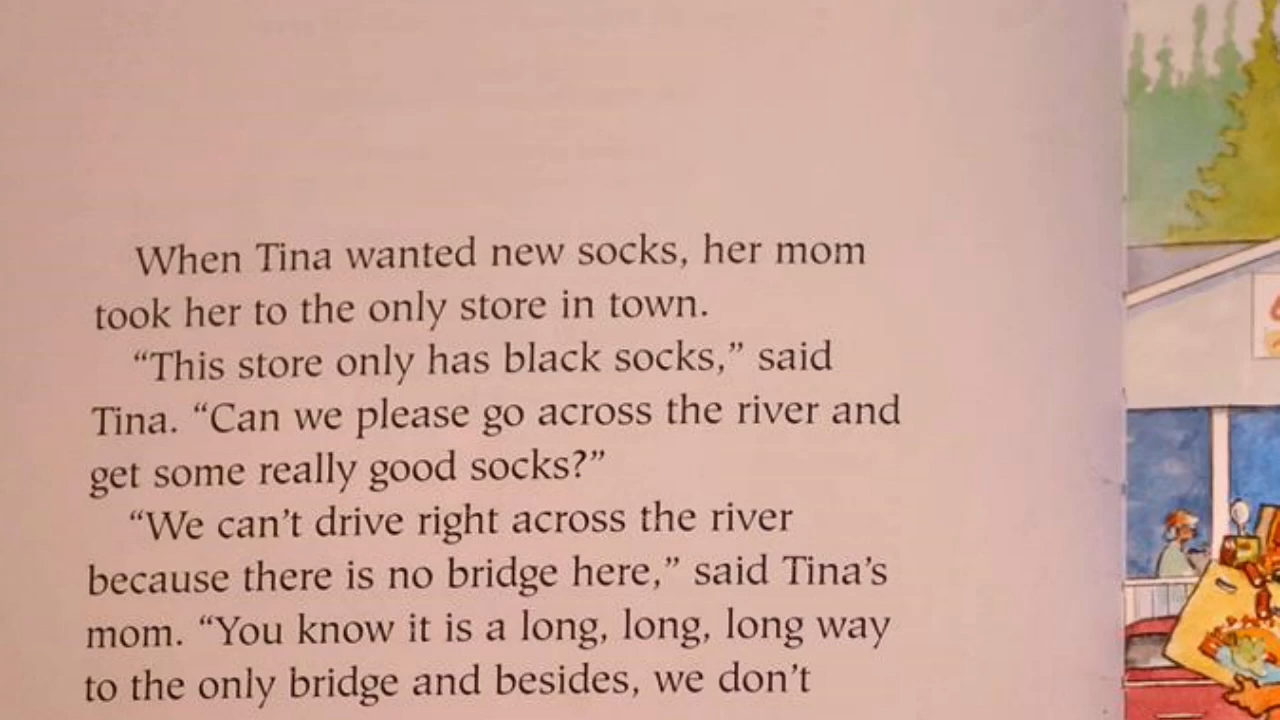 When Tina wanted new socks, her mom
took her to the only store in town.
“This store only has black socks,” said
Tina. “Can we please go across the river and
get some really good socks?”
“We can’t drive right across the river
because there is no bridge here,” said Tina’s
mom. “You know it is a long, long, long way
to the only bridge and besides, we don’t